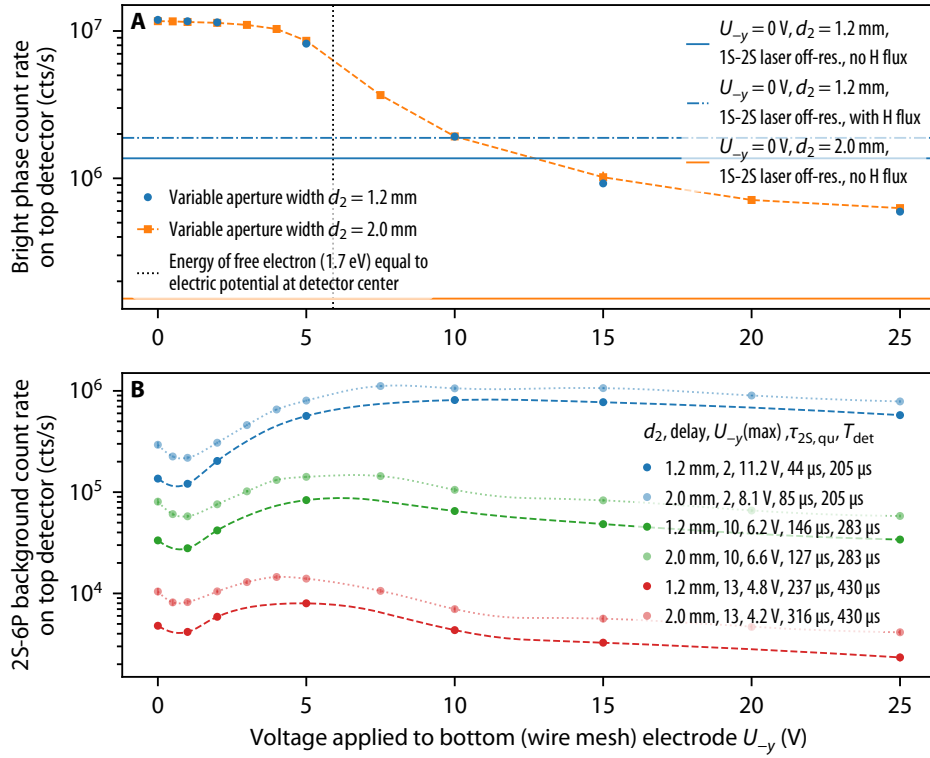 A
10⁷
10⁶
Bright phase count rate
on top detector (cts/s)
U₋y = 0 V, d₂ = 1.2 mm,
1S-2S laser off-res., no H flux
U₋y = 0 V, d₂ = 1.2 mm,
1S-2S laser off-res., with H flux
U₋y = 0 V, d₂ = 2.0 mm,
1S-2S laser off-res., no H flux
Variable aperture width d₂ = 1.2 mm
Variable aperture width d₂ = 2.0 mm
Energy of free electron (1.7 eV) equal to
electric potential at detector center
0 5 10 15 20 25
B
10⁶
10⁵
10⁴
2S-6P background count rate
on top detector (cts/s)
d₂, delay, U₋y(max) ,τ2S,qu, Tdet
1.2 mm, 2, 11.2 V, 44 µs, 205 µs
2.0 mm, 2, 8.1 V, 85 µs, 205 µs
1.2 mm, 10, 6.2 V, 146 µs, 283 µs
2.0 mm, 10, 6.6 V, 127 µs, 283 µs
1.2 mm, 13, 4.8 V, 237 µs, 430 µs
2.0 mm, 13, 4.2 V, 316 µs, 430 µs
0 5 10 15 20 25
Voltage applied to bottom (wire mesh) electrode U₋y (V)